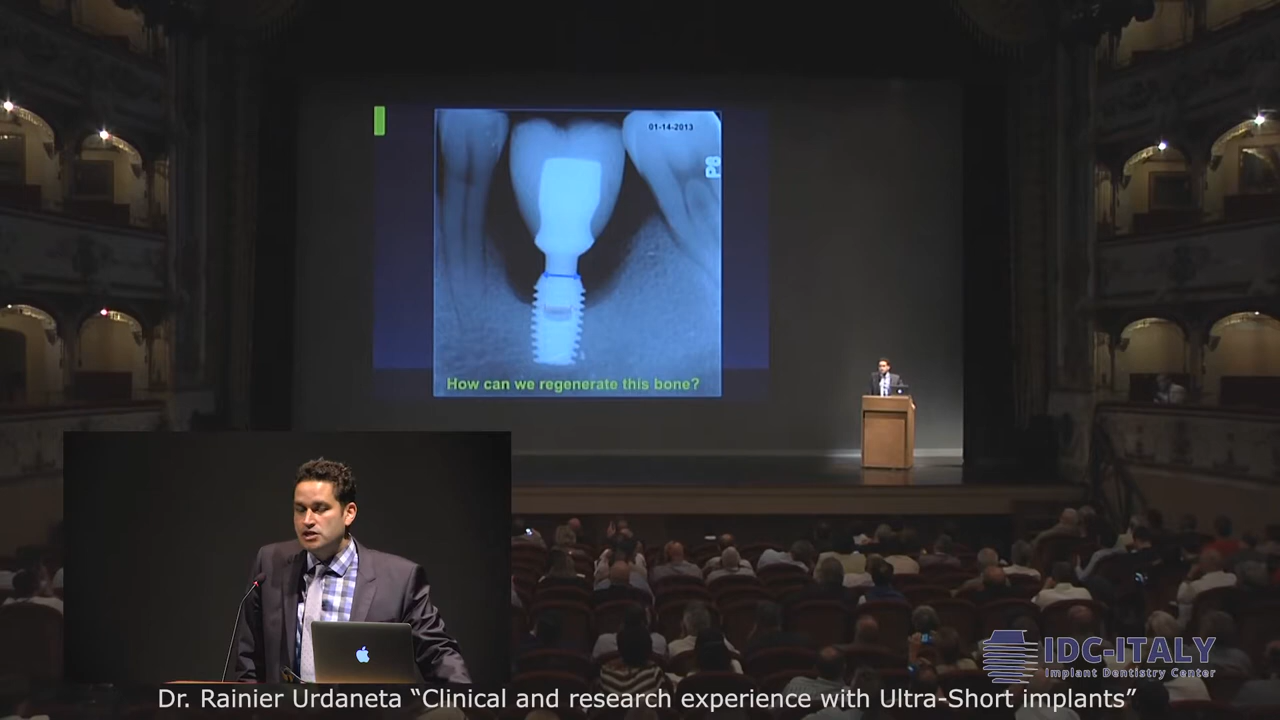 01-14-2013
P8
How can we regenerate this bone?
IDC-ITALY
Implant Dentistry Center
Dr. Rainier Urdaneta “Clinical and research experience with Ultra-Short implants”